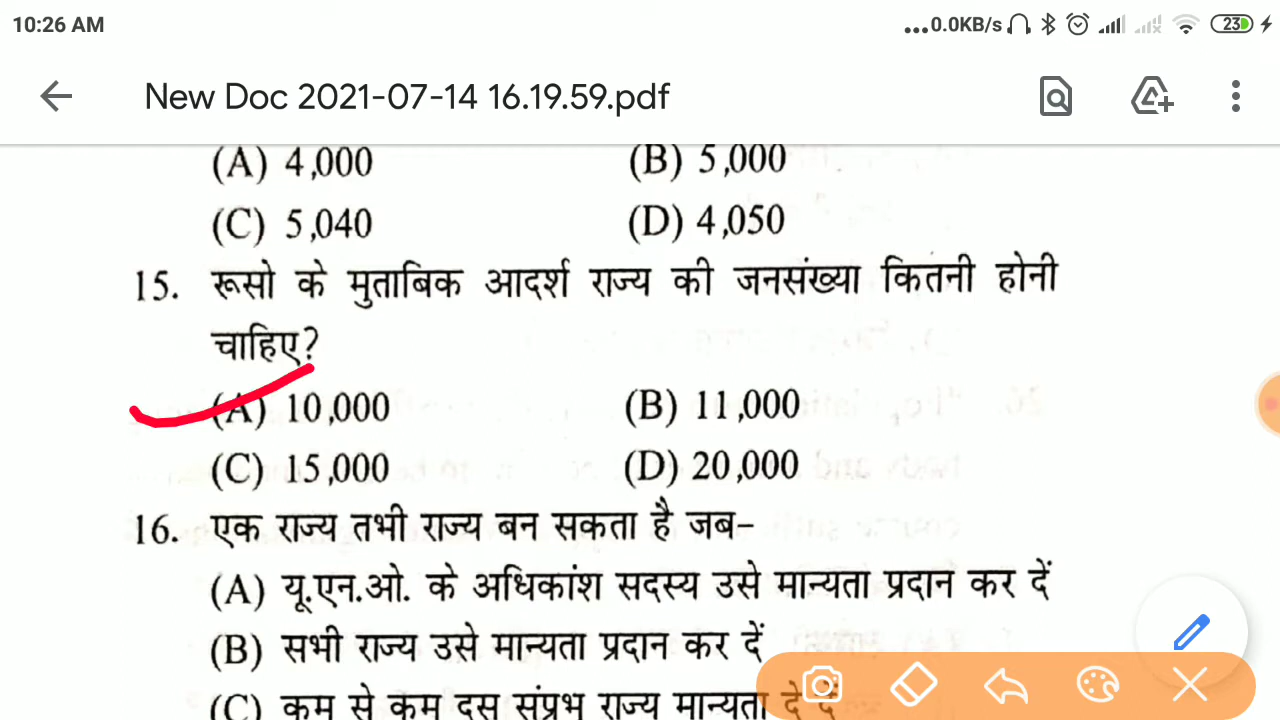 10:26 AM
...0.0KB/s
23
New Doc 2021-07-14 16.19.59.pdf
(A) 4,000 (B) 5,000
(C) 5,040 (D) 4,050
15. रूसो के मुताबिक आदर्श राज्य की जनसंख्या कितनी होनी
चाहिए?
(A) 10,000 (B) 11,000
(C) 15,000 (D) 20,000
16. एक राज्य तभी राज्य बन सकता है जब–
(A) यू.एन.ओ. के अधिकांश सदस्य उसे मान्यता प्रदान कर दें
(B) सभी राज्य उसे मान्यता प्रदान कर दें
(C) कम से कम दस संप्रभु राज्य मान्यता दे दें